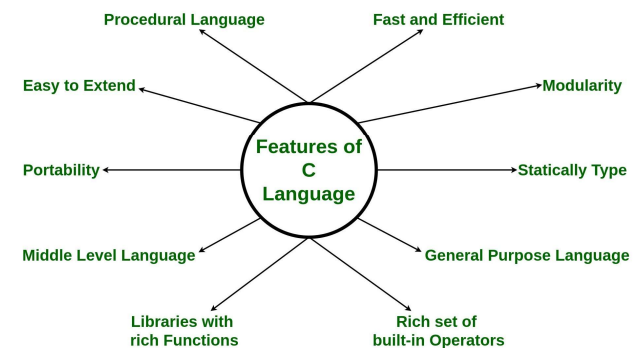 Procedural Language
Fast and Efficient
Easy to Extend
Modularity
Features of
C
Language
Portability
Statically Type
Middle Level Language
General Purpose Language
Libraries with
rich Functions
Rich set of
built-in Operators